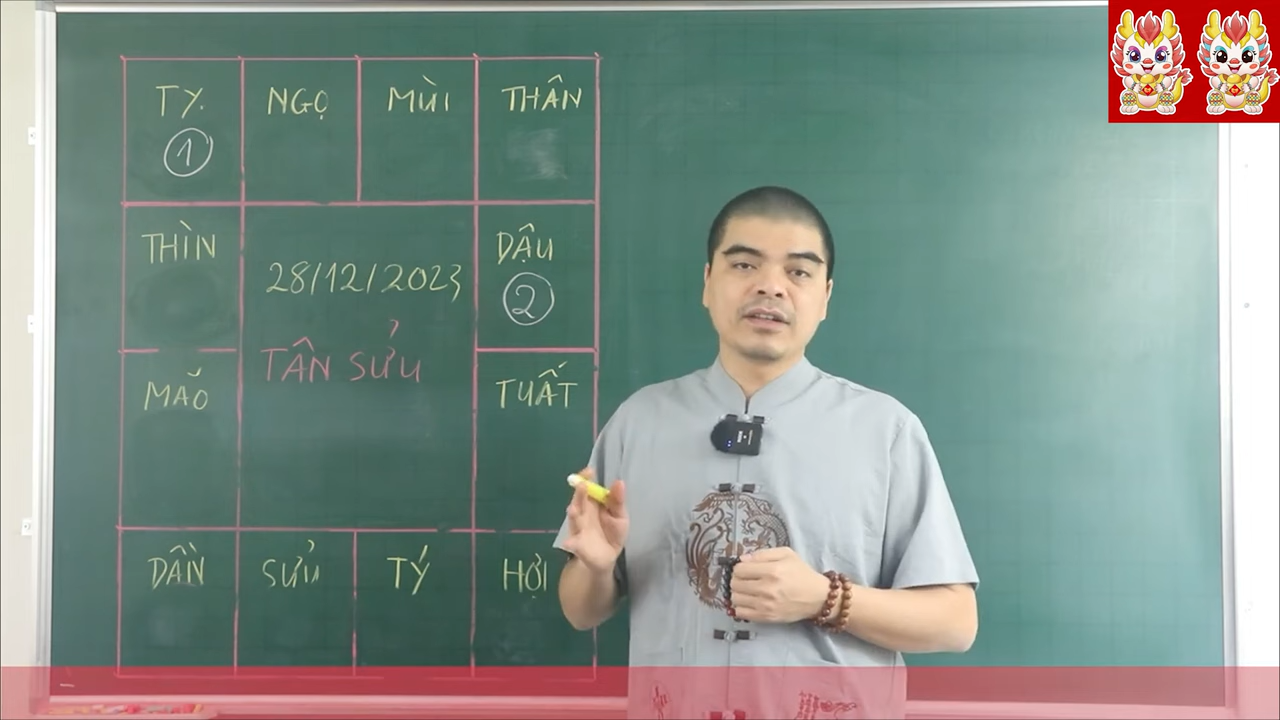 TỴ
①
NGỌ
MÙI
THÂN
THÌN
28/12/2023
TÂN SỬU
DẬU
②
MÃO
TUẤT
DẦN
SỬU
TÝ
HỢI